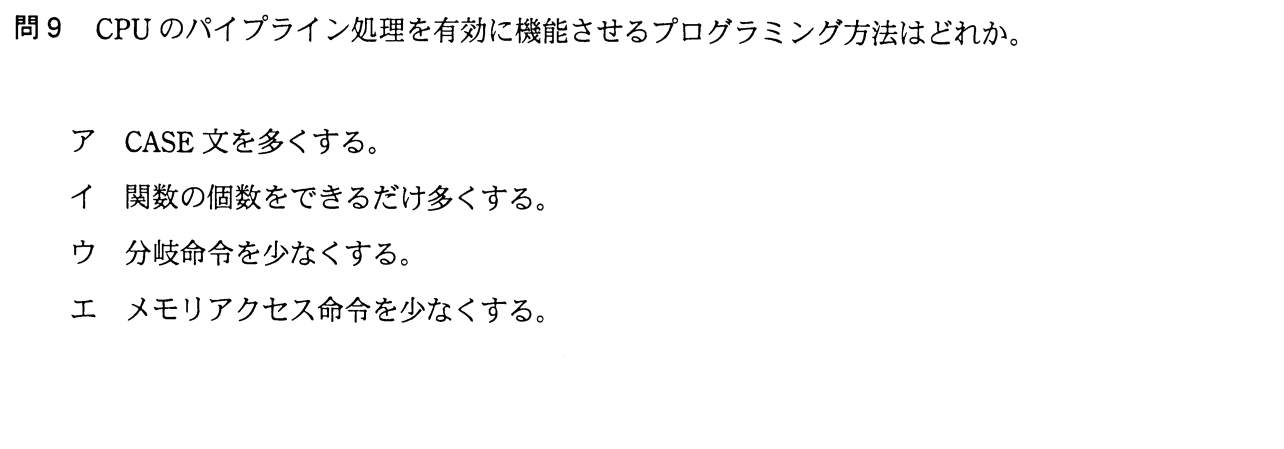 問9 CPU のパイプライン処理を有効に機能させるプログラミング方法はどれか。
ア CASE 文を多くする。
イ 関数の個数をできるだけ多くする。
ウ 分岐命令を少なくする。
エ メモリアクセス命令を少なくする。